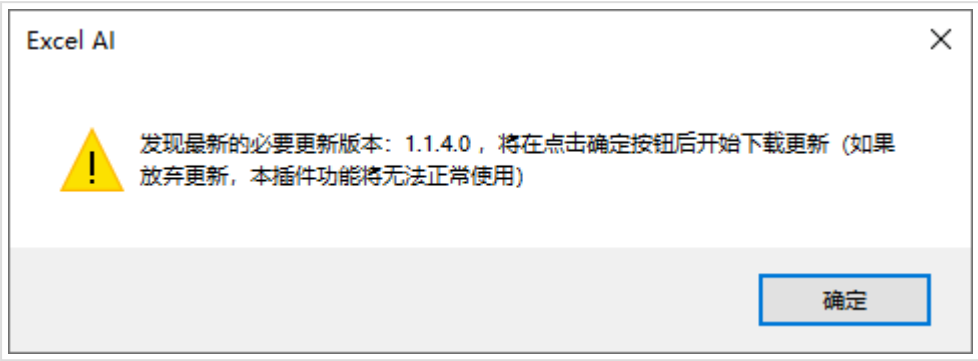 Excel AI
发现最新的必要更新版本：1.1.4.0 ，将在点击确定按钮后开始下载更新（如果
放弃更新，本插件功能将无法正常使用）
确定